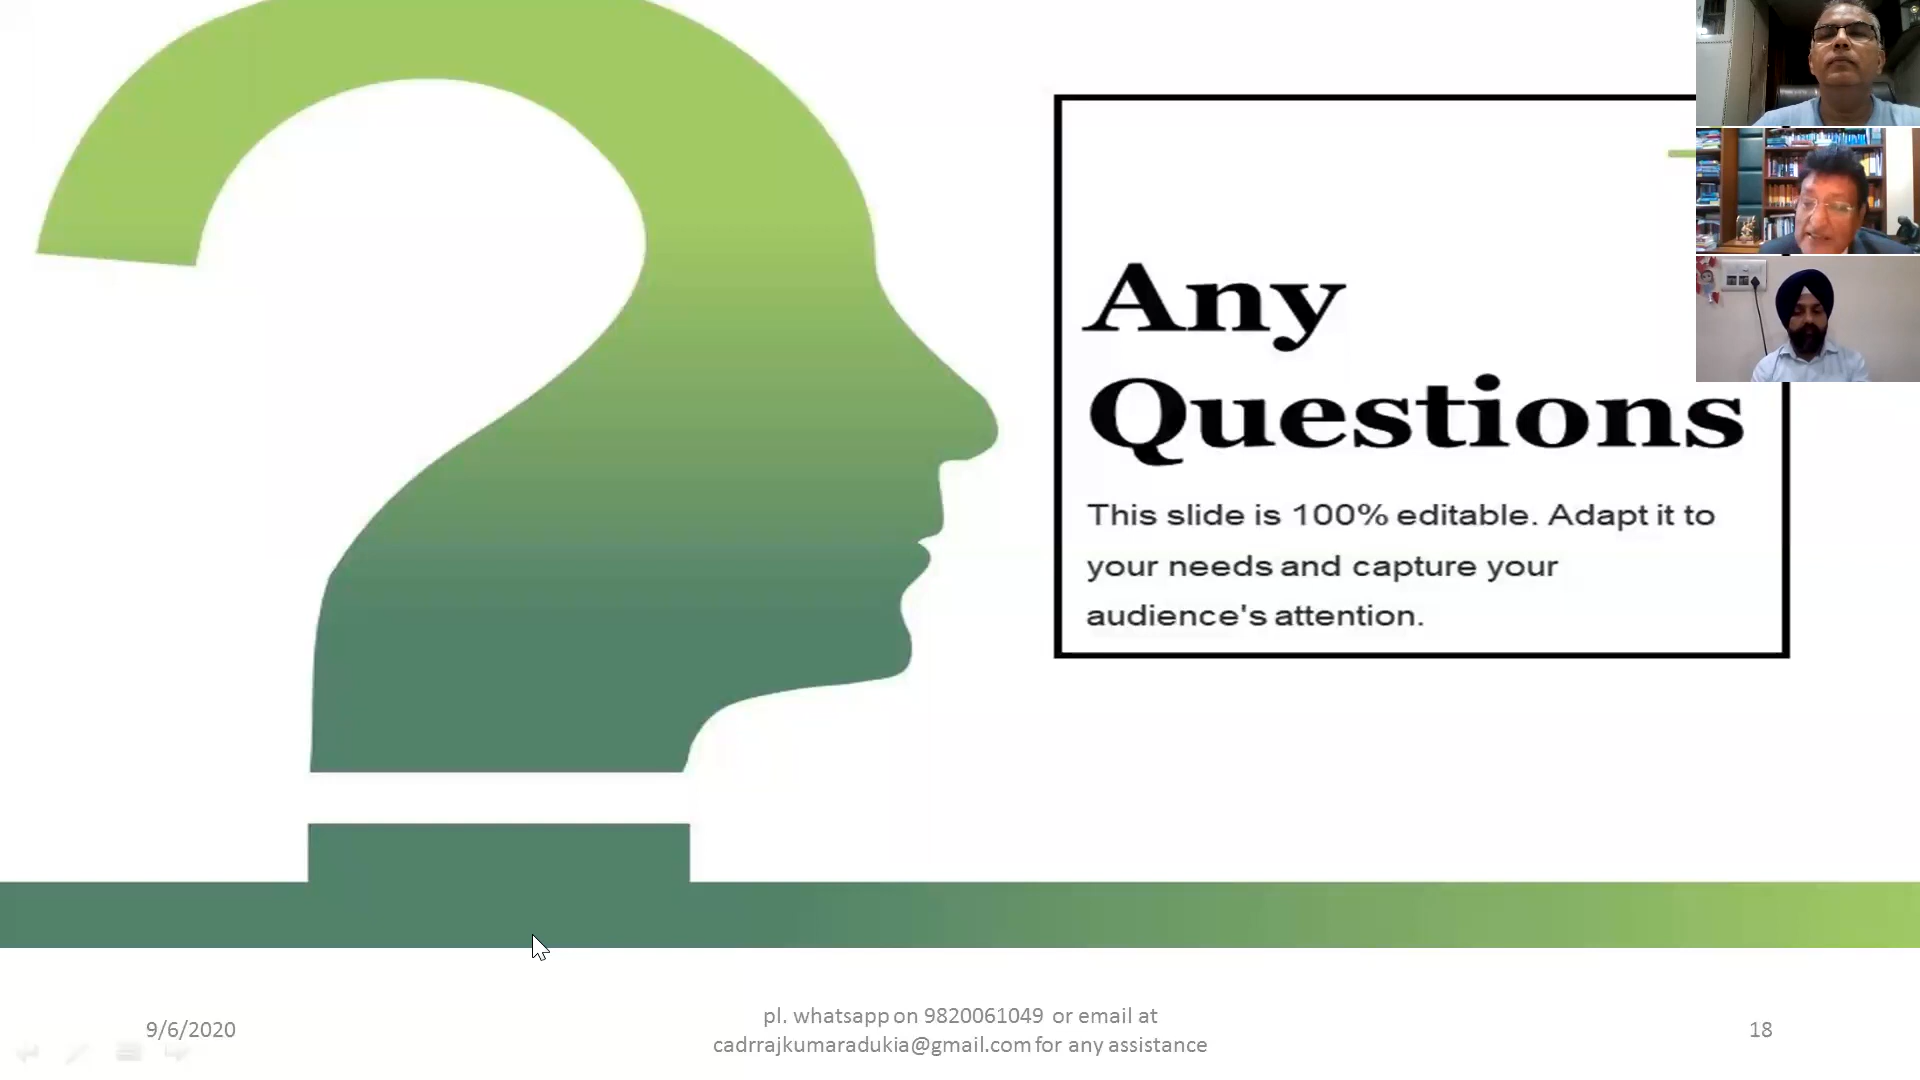 Any
Questions
This slide is 100% editable. Adapt it to
your needs and capture your
audience's attention.
9/6/2020
pl. whatsapp on 9820061049 or email at
cadrrajkumaradukia@gmail.com for any assistance
18